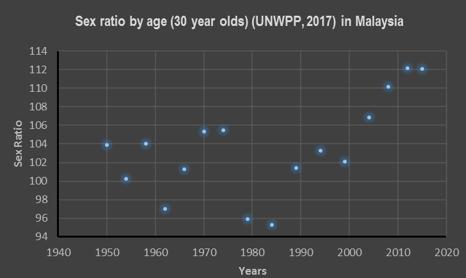 Sex ratio by age (30 year olds) (UNWPP, 2017) in Malaysia
114
112
110
108
106
104
102
100
98
96
94
Sex Ratio
1940 1950 1960 1970 1980 1990 2000 2010 2020
Years